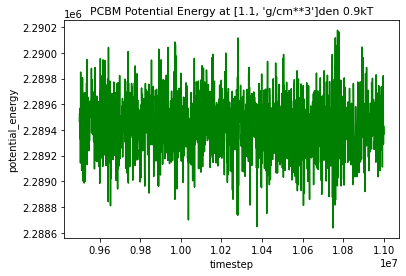 PCBM Potential Energy at [1.1, 'g/cm**3']den 0.9kT
1e6
2.2902
2.2900
2.2898
2.2896
2.2894
2.2892
2.2890
2.2888
2.2886
potential_energy
0.96 0.98 1.00 1.02 1.04 1.06 1.08 1.10
timestep
1e7